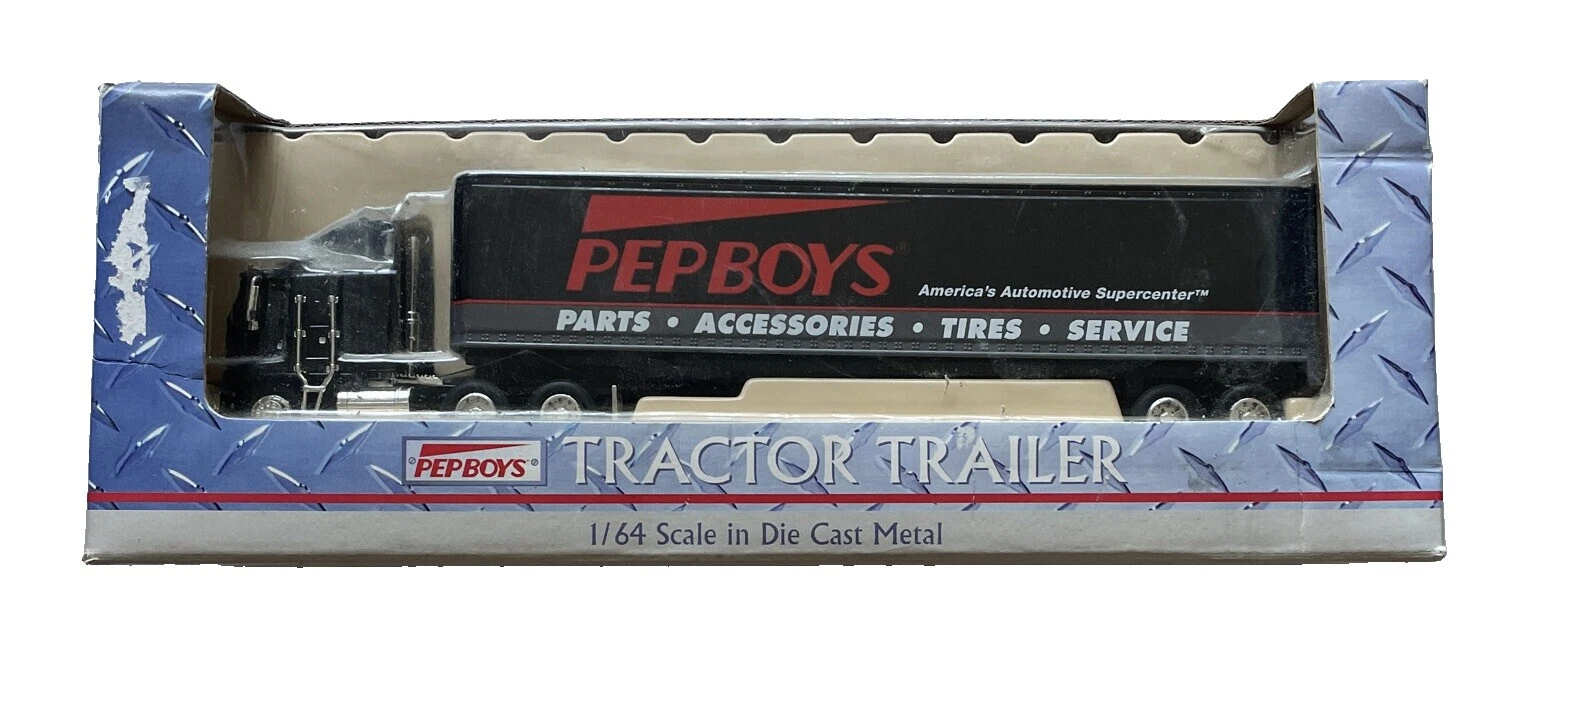 PEPBOYS®
America's Automotive Supercenter™
PARTS • ACCESSORIES • TIRES • SERVICE
PEPBOYS TRACTOR TRAILER
1/64 Scale in Die Cast Metal